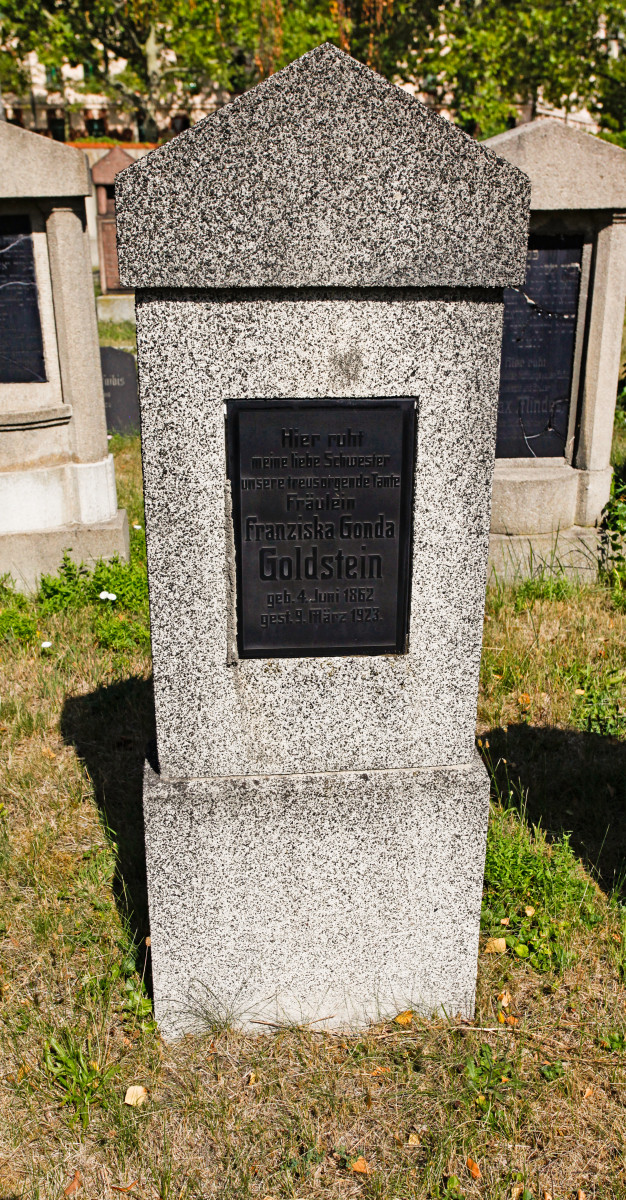 Hier ruht
meine liebe Schwester
unsere treusorgende Tante
Fräulein
Franziska Gonda
Goldstein
geb. 4. Juni 1862
gest. 9. März 1923.